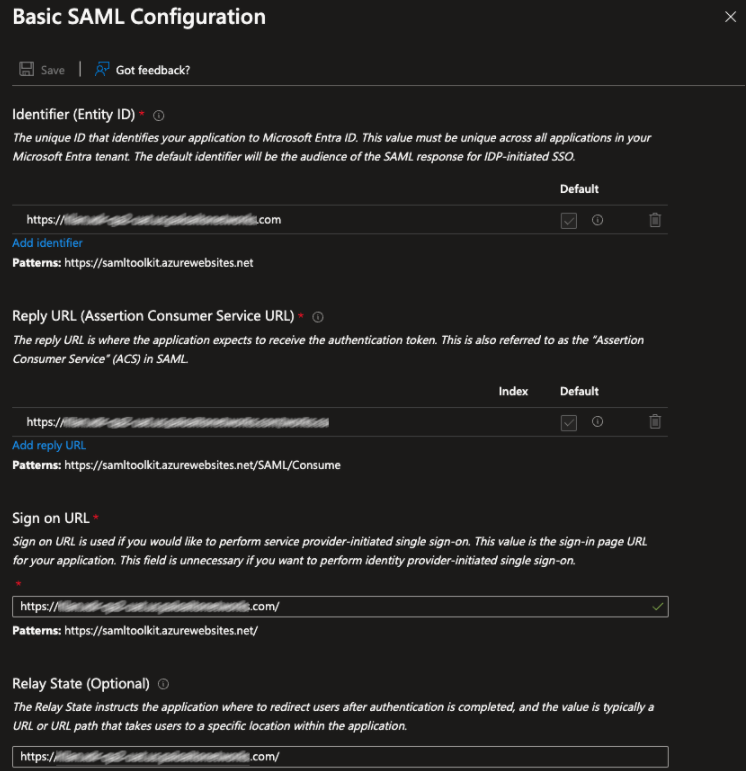 Basic SAML Configuration
Save | Got feedback?
Identifier (Entity ID) *
The unique ID that identifies your application to Microsoft Entra ID. This value must be unique across all applications in your
Microsoft Entra tenant. The default identifier will be the audience of the SAML response for IDP-initiated SSO.
Default
https:// .com
Add identifier
Patterns: https://samltoolkit.azurewebsites.net
Reply URL (Assertion Consumer Service URL) *
The reply URL is where the application expects to receive the authentication token. This is also referred to as the "Assertion
Consumer Service" (ACS) in SAML.
Index Default
https://
Add reply URL
Patterns: https://samltoolkit.azurewebsites.net/SAML/Consume
Sign on URL *
Sign on URL is used if you would like to perform service provider-initiated single sign-on. This value is the sign-in page URL
for your application. This field is unnecessary if you want to perform identity provider-initiated single sign-on.
*
https:// .com/
Patterns: https://samltoolkit.azurewebsites.net/
Relay State (Optional)
The Relay State instructs the application where to redirect users after authentication is completed, and the value is typically a
URL or URL path that takes users to a specific location within the application.
https:// .com/